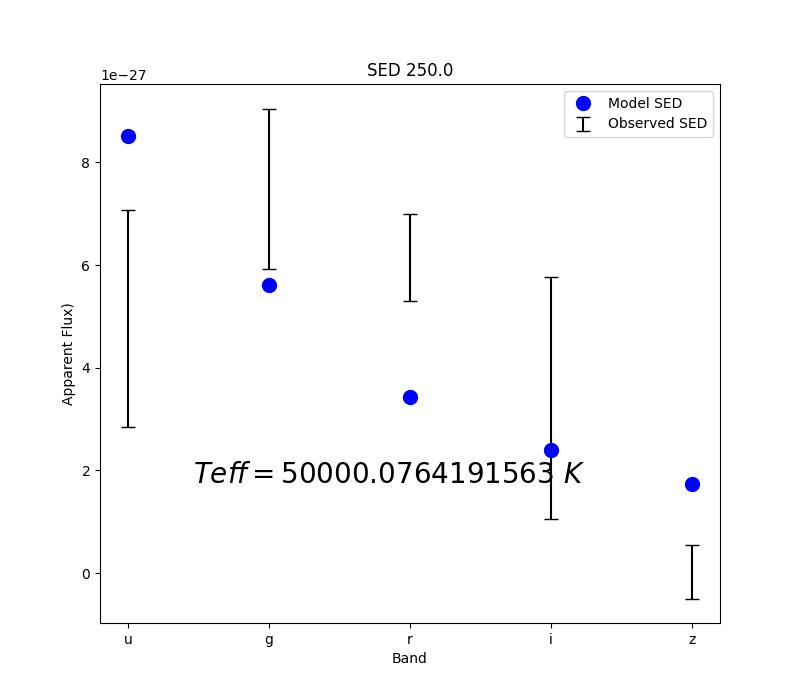 SED 250.0
1e−27
Model SED
Observed SED
8
6
4
2
0
Apparent Flux)
Teff = 50000.0764191563 K
u g r i z
Band